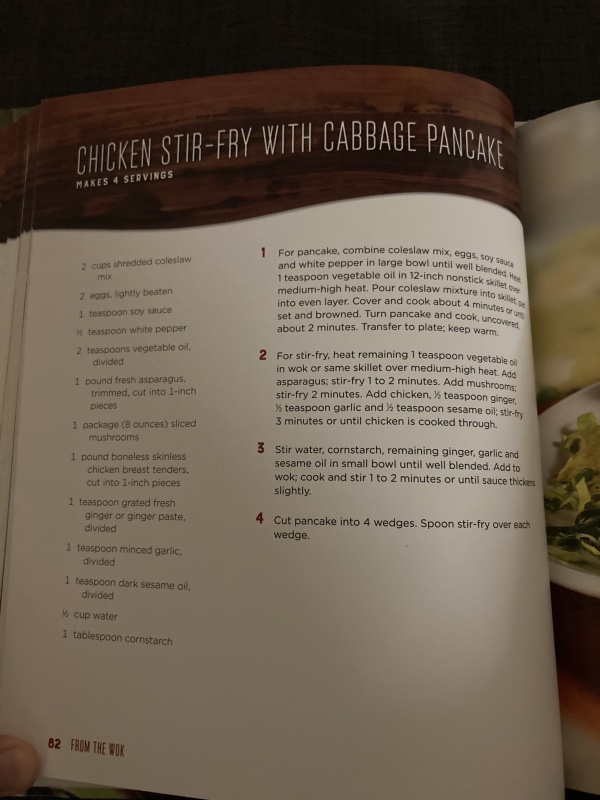 CHICKEN STIR-FRY WITH CABBAGE PANCAKE
MAKES 4 SERVINGS
2 cups shredded coleslaw
mix
2 eggs, lightly beaten
1 teaspoon soy sauce
½ teaspoon white pepper
2 teaspoons vegetable oil,
divided
1 pound fresh asparagus,
trimmed, cut into 1-inch
pieces
1 package (8 ounces) sliced
mushrooms
1 pound boneless skinless
chicken breast tenders,
cut into 1-inch pieces
1 teaspoon grated fresh
ginger or ginger paste,
divided
1 teaspoon minced garlic,
divided
1 teaspoon dark sesame oil,
divided
½ cup water
1 tablespoon cornstarch
1 For pancake, combine coleslaw mix, eggs, soy sauce
and white pepper in large bowl until well blended. Heat
1 teaspoon vegetable oil in 12-inch nonstick skillet over
medium-high heat. Pour coleslaw mixture into skillet; pat
into even layer. Cover and cook about 4 minutes or until
set and browned. Turn pancake and cook, uncovered,
about 2 minutes. Transfer to plate; keep warm.
2 For stir-fry, heat remaining 1 teaspoon vegetable oil
in wok or same skillet over medium-high heat. Add
asparagus; stir-fry 1 to 2 minutes. Add mushrooms;
stir-fry 2 minutes. Add chicken, ½ teaspoon ginger,
½ teaspoon garlic and ½ teaspoon sesame oil; stir-fry
3 minutes or until chicken is cooked through.
3 Stir water, cornstarch, remaining ginger, garlic and
sesame oil in small bowl until well blended. Add to
wok; cook and stir 1 to 2 minutes or until sauce thickens
slightly.
4 Cut pancake into 4 wedges. Spoon stir-fry over each
wedge.
82 FROM THE WOK